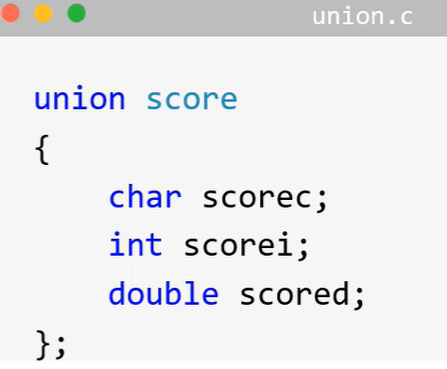 union.c
union score
{
    char scorec;
    int scorei;
    double scored;
};